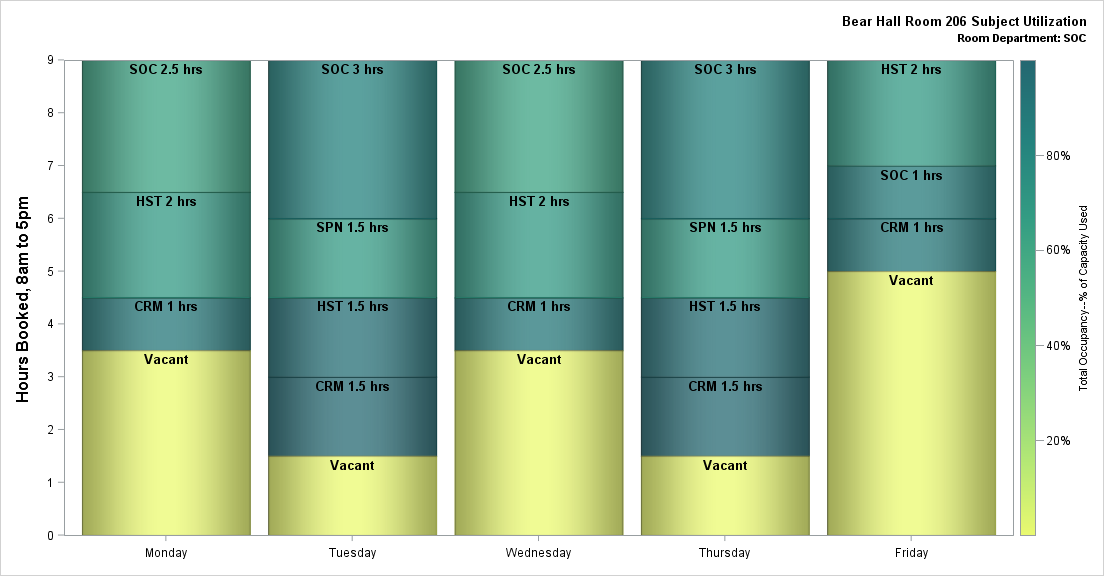 Bear Hall Room 206 Subject Utilization
Room Department: SOC
Hours Booked, 8am to 5pm
9
8
7
6
5
4
3
2
1
0
SOC 2.5 hrs
HST 2 hrs
CRM 1 hrs
Vacant
SOC 3 hrs
SPN 1.5 hrs
HST 1.5 hrs
CRM 1.5 hrs
Vacant
SOC 2.5 hrs
HST 2 hrs
CRM 1 hrs
Vacant
SOC 3 hrs
SPN 1.5 hrs
HST 1.5 hrs
CRM 1.5 hrs
Vacant
HST 2 hrs
SOC 1 hrs
CRM 1 hrs
Vacant
Monday
Tuesday
Wednesday
Thursday
Friday
80%
60%
40%
20%
Total Occupancy--% of Capacity Used